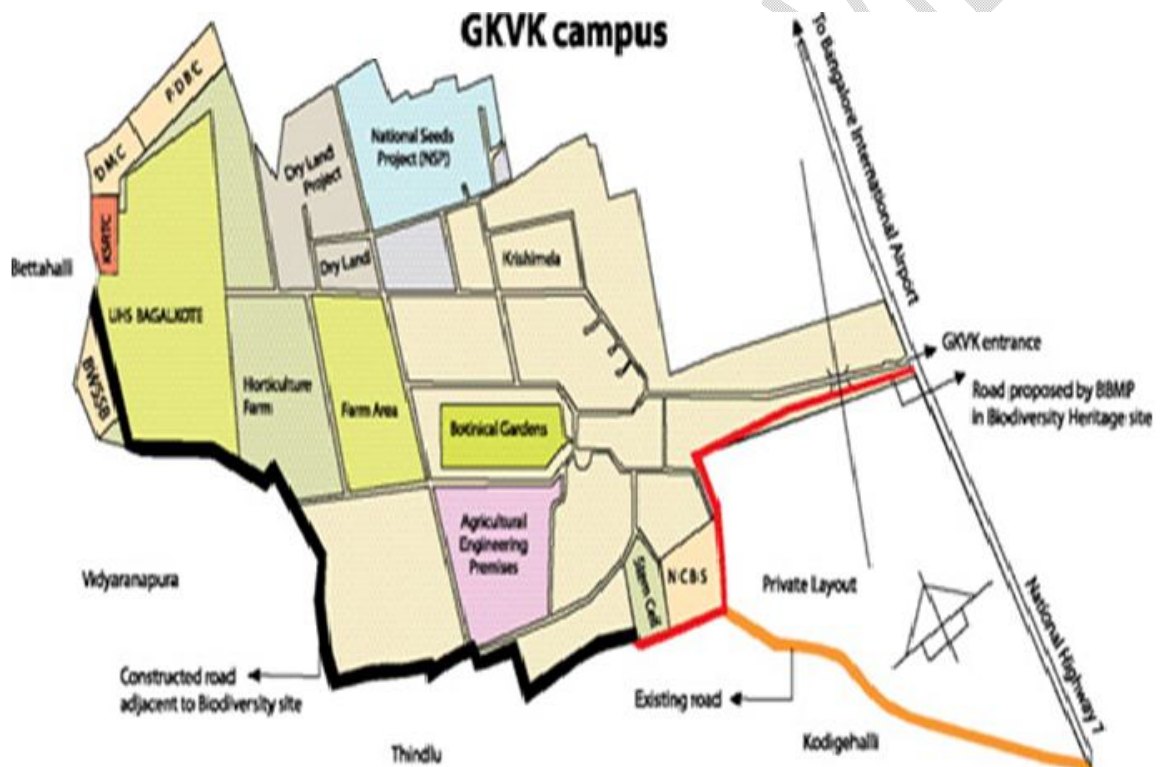 GKVK campus
To Bangalore International Airport
PDBC
DMC
KSRTC
Bettahalli
Dry Land
Project
National Seeds
Project (NSP)
Dry Land
Krishimela
UHS BAGALKOTE
BWSSB
Horticulture
Farm
Farm Area
Botinical Gardens
GKVK entrance
Road proposed by BBMP
in Biodiversity Heritage site
Agricultural
Engineering
Premises
Stem Cell
NCBS
Private Layout
Vidyaranapura
National Highway 7
Constructed road
adjacent to Biodiversity site
Existing road
Thindlu
Kodigehalli